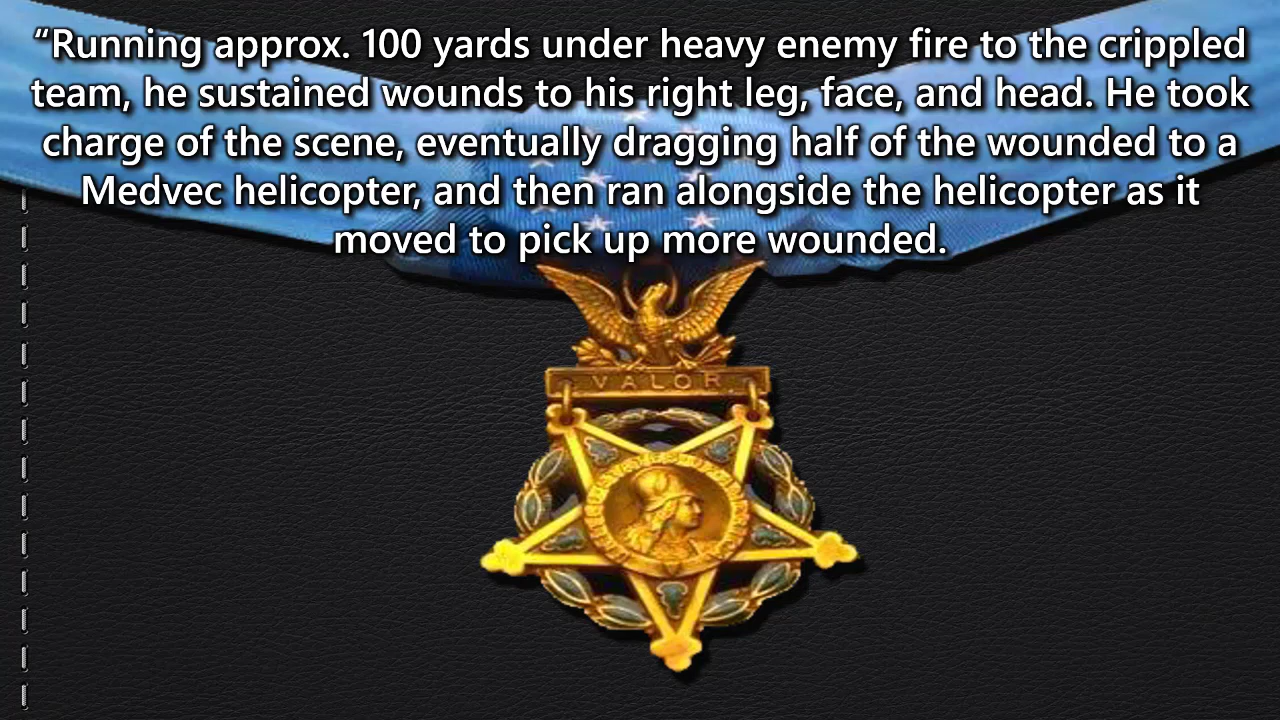 “Running approx. 100 yards under heavy enemy fire to the crippled
team, he sustained wounds to his right leg, face, and head. He took
charge of the scene, eventually dragging half of the wounded to a
Medvec helicopter, and then ran alongside the helicopter as it
moved to pick up more wounded.
VALOR